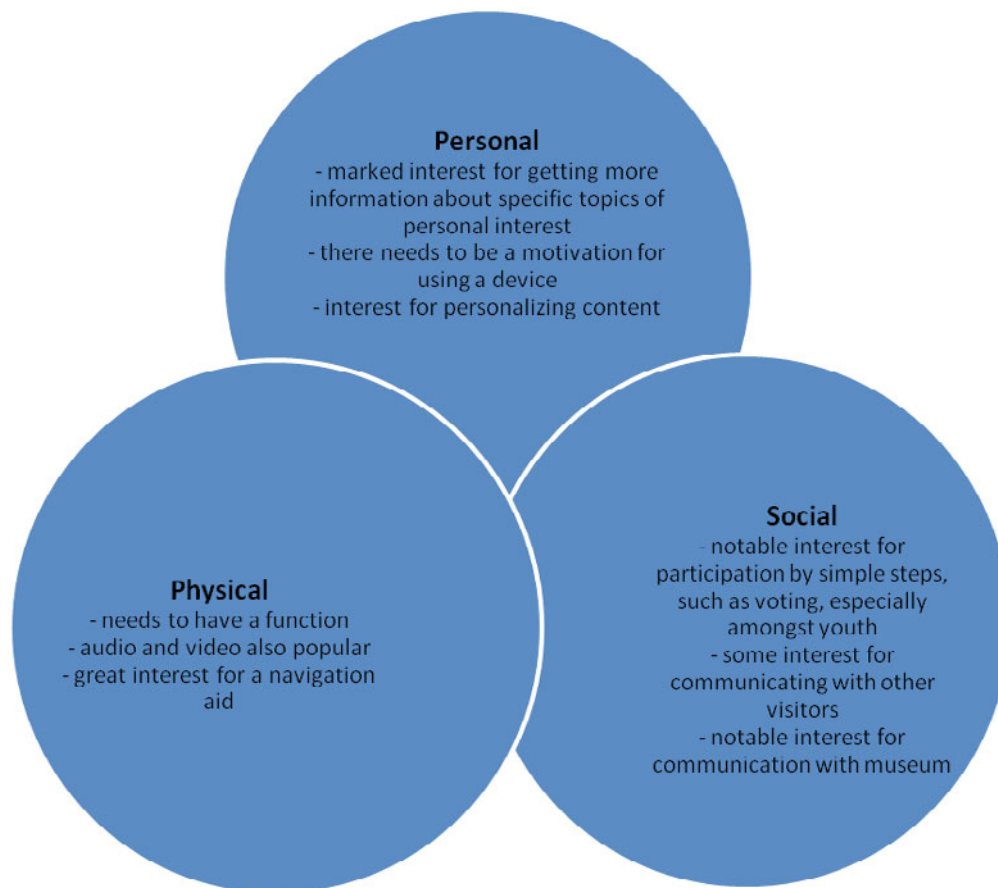 Personal
- marked interest for getting more
information about specific topics of
personal interest
- there needs to be a motivation for
using a device
- interest for personalizing content
Physical
- needs to have a function
- audio and video also popular
- great interest for a navigation
aid
Social
- notable interest for
participation by simple steps,
such as voting, especially
amongst youth
- some interest for
communicating with other
visitors
- notable interest for
communication with museum